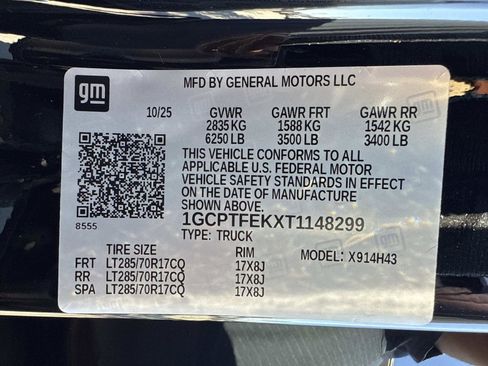 gm
MFD BY GENERAL MOTORS LLC
10/25 GVWR GAWR FRT GAWR RR
2835 KG 1588 KG 1542 KG
6250 LB 3500 LB 3400 LB
THIS VEHICLE CONFORMS TO ALL
APPLICABLE U.S. FEDERAL MOTOR
VEHICLE SAFETY STANDARDS IN EFFECT
ON THE DATE OF MANUFACTURE
SHOWN ABOVE.
1GCPTFEKXT1148299
8555
TYPE: TRUCK
TIRE SIZE RIM MODEL: X914H43
FRT LT285/70R17CQ 17X8J
RR LT285/70R17CQ 17X8J
SPA LT285/70R17CQ 17X8J